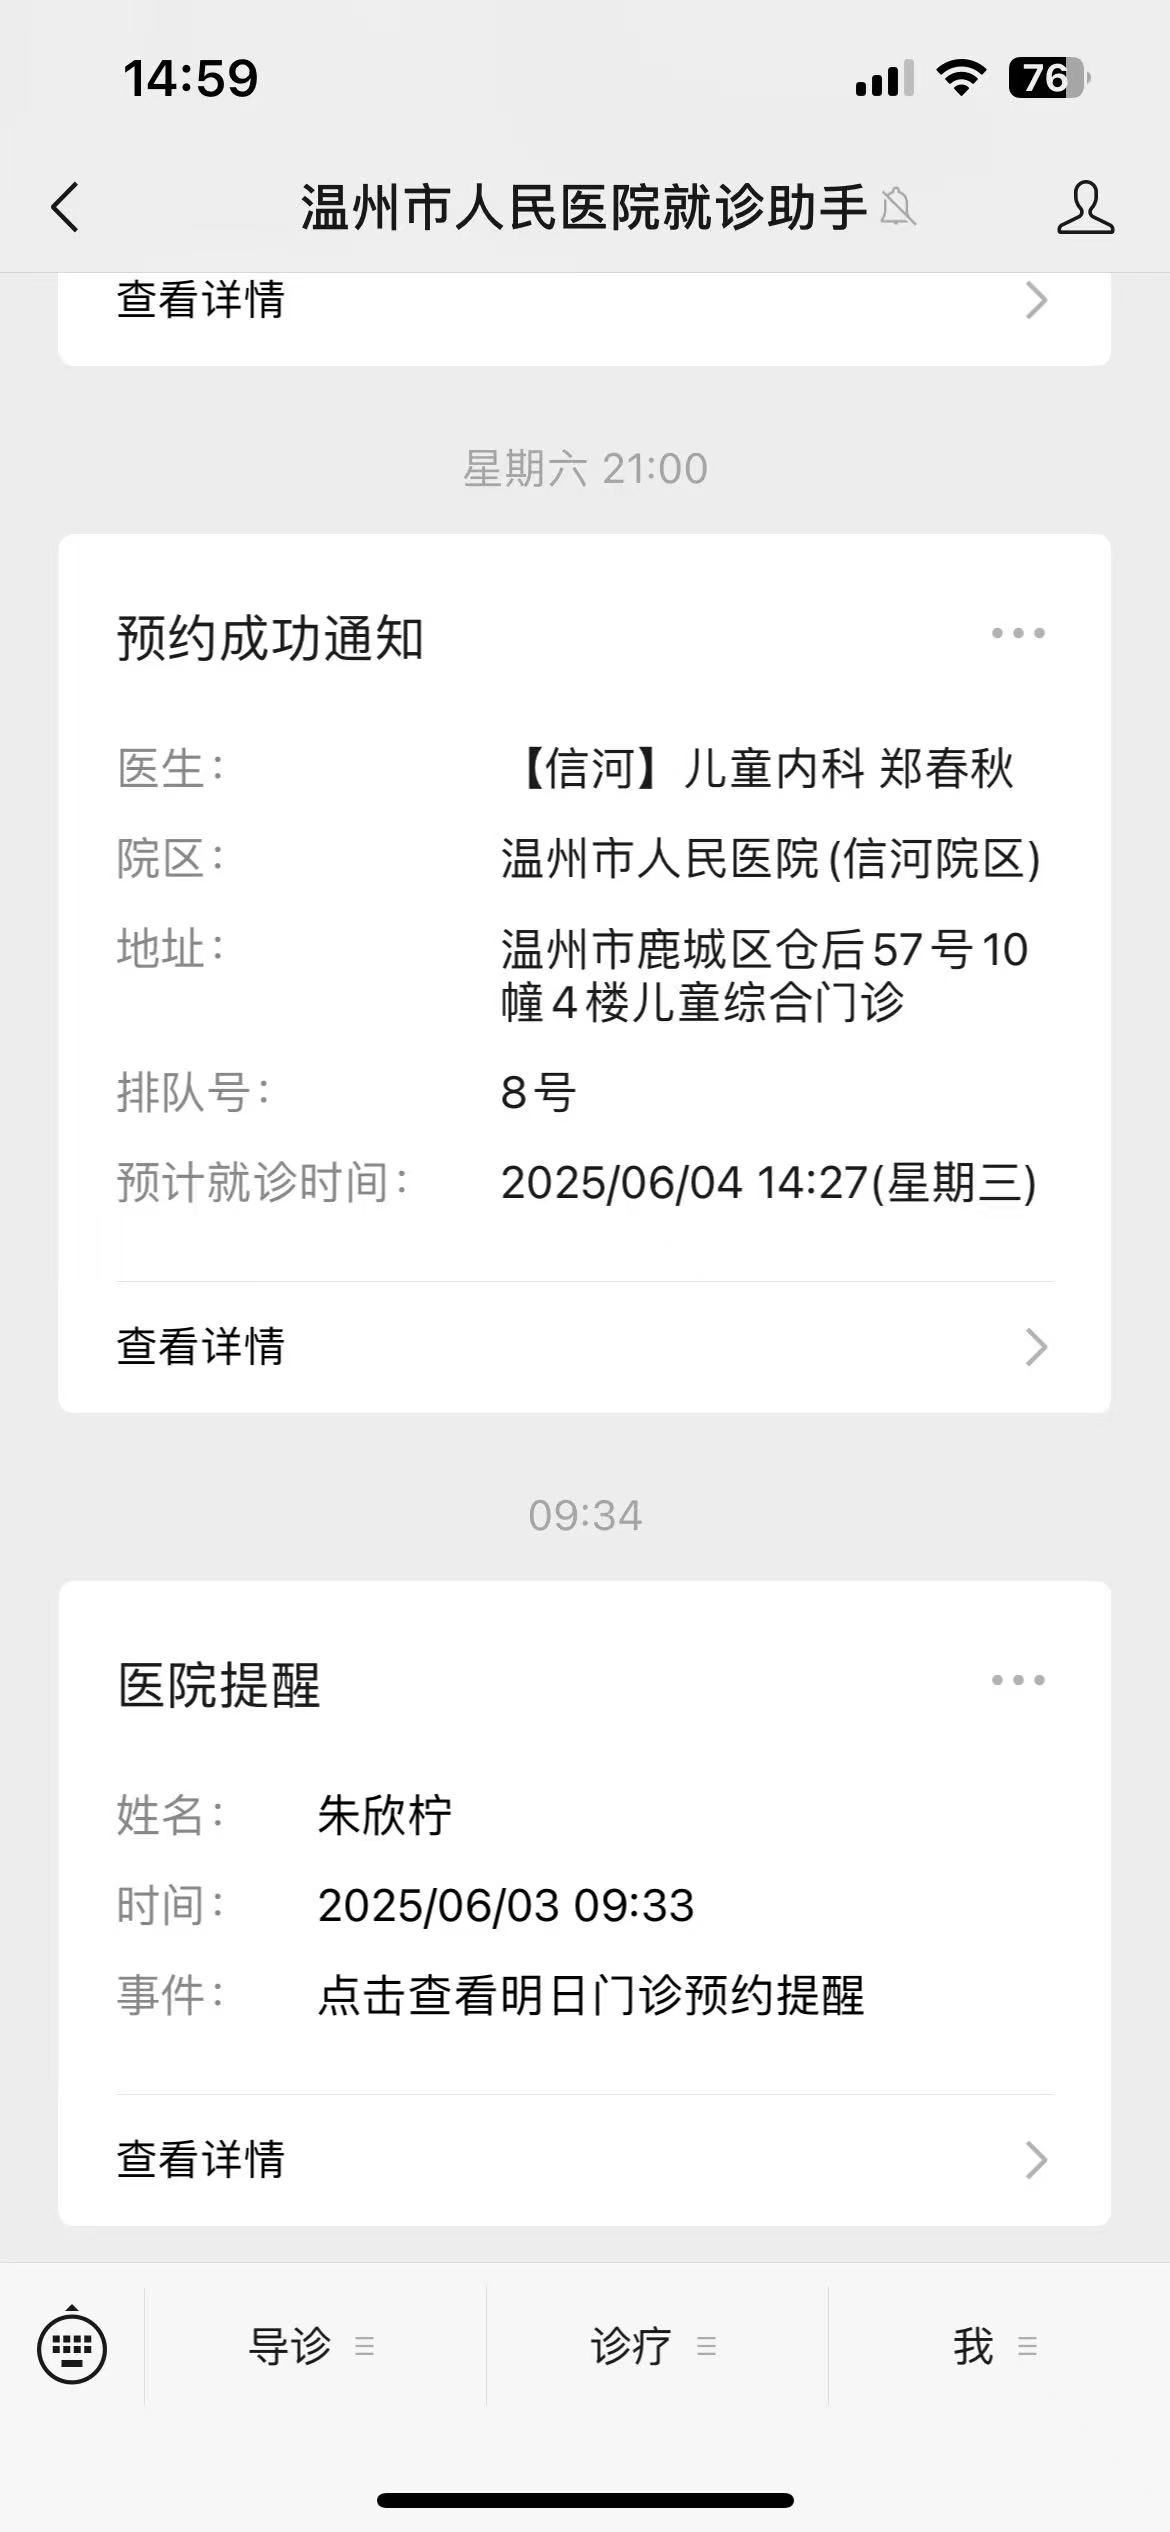 14:59
76
温州市人民医院就诊助手
查看详情
星期六 21:00
预约成功通知
医生：
【信河】儿童内科 郑春秋
院区：
温州市人民医院(信河院区)
地址：
温州市鹿城区仓后57号10
幢4楼儿童综合门诊
排队号：
8号
预计就诊时间：
2025/06/04 14:27(星期三)
查看详情
09:34
医院提醒
姓名：
朱欣柠
时间：
2025/06/03 09:33
事件：
点击查看明日门诊预约提醒
查看详情
导诊
诊疗
我